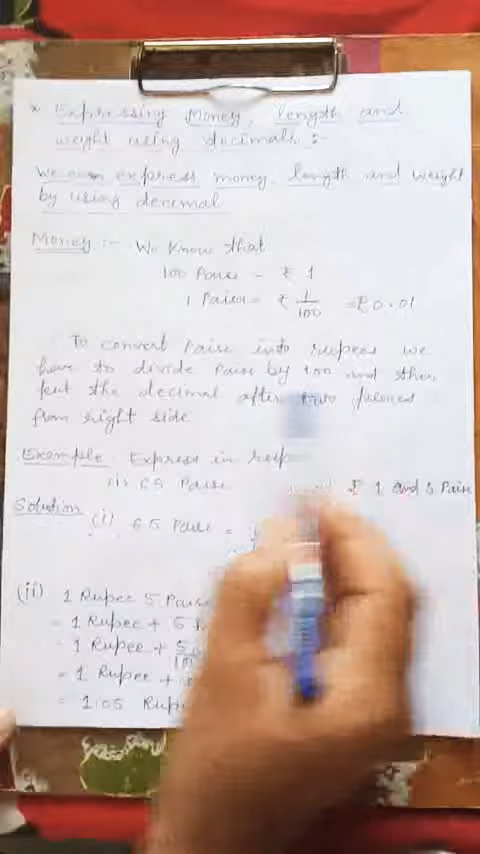 * Expressing Money, length and
weight using decimals :-
We can express money, length and weight
by using decimal
Money :- We know that
100 Paise = ₹ 1
1 Paisa = ₹ 1/100 = ₹ 0.01
To convert Paise into rupees we
have to divide Paise by 100 and then
put the decimal after two places
from right side
Example: Express in
(i) 65 Paise ₹ 1 and 5 Paise
Solution (i) 65 Paise =
(ii) 1 Rupee 5 Paise
= 1 Rupee + 5
= 1 Rupee + 5/100
= 1 Rupee +
= 1.05